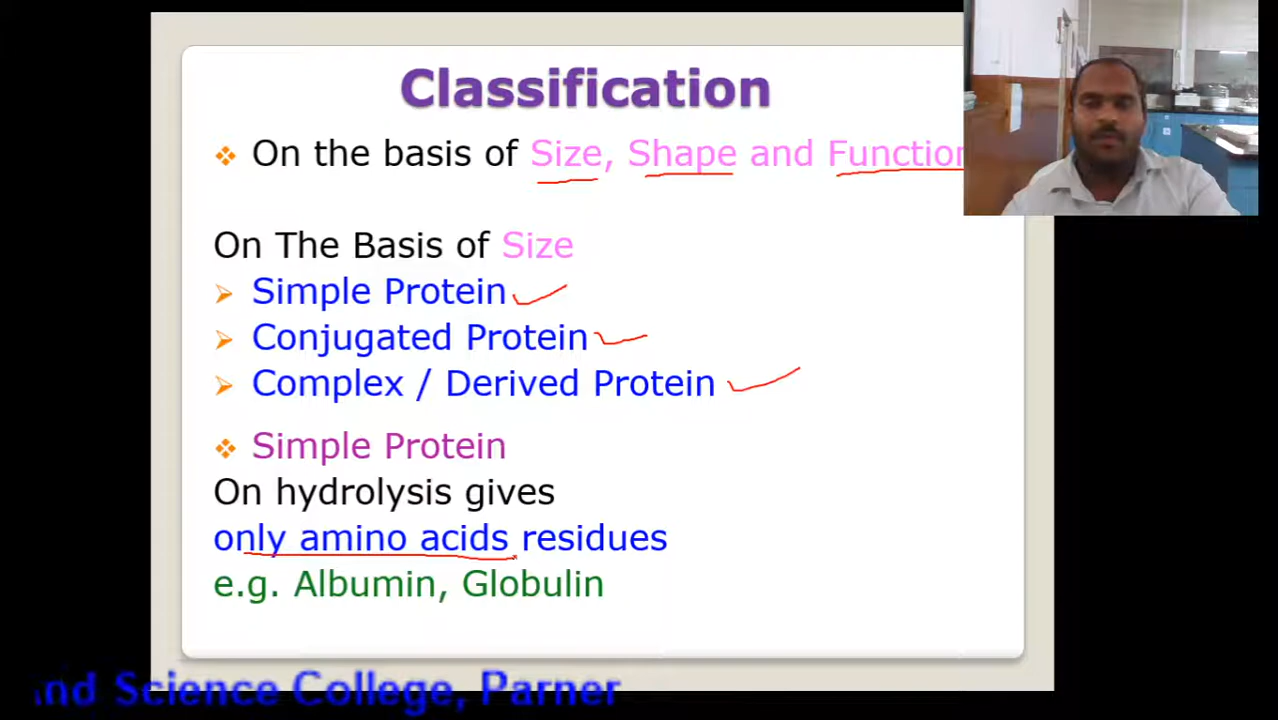 Classification
On the basis of Size, Shape and Function
On The Basis of Size
Simple Protein
Conjugated Protein
Complex / Derived Protein
Simple Protein
On hydrolysis gives
only amino acids residues
e.g. Albumin, Globulin
And Science College, Parner